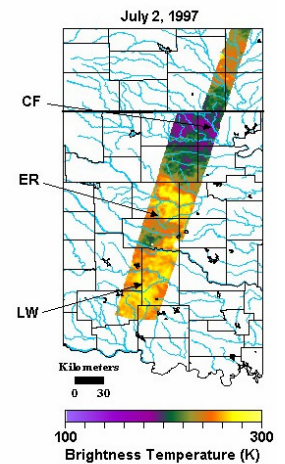 July 2, 1997
CF
ER
LW
Kilometers
0 30
100 300
Brightness Temperature (K)